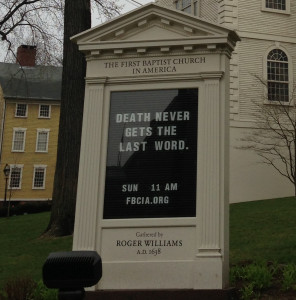 THE FIRST BAPTIST CHURCH
IN AMERICA
DEATH NEVER
GETS THE
LAST WORD.
SUN 11 AM
FBCIA.ORG
Gathered by
ROGER WILLIAMS
A.D. 1638